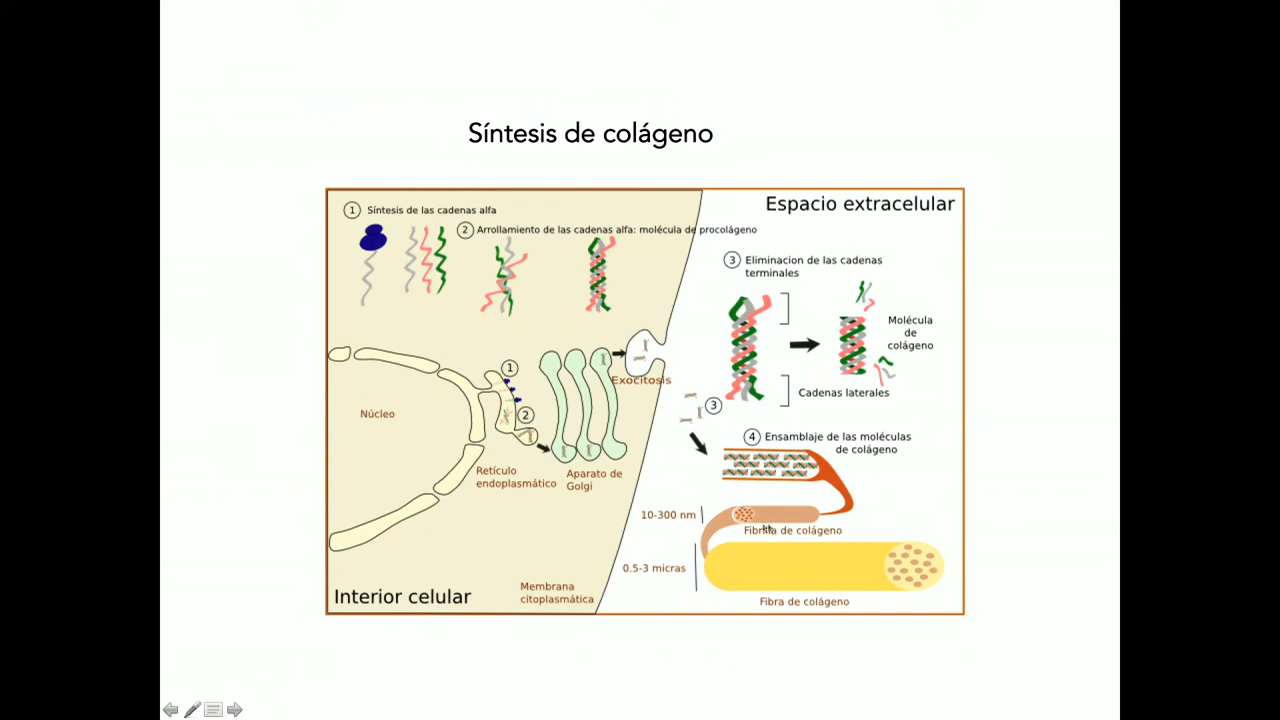 Síntesis de colágeno
Espacio extracelular
1 Síntesis de las cadenas alfa
2 Arrollamiento de las cadenas alfa: molécula de procolágeno
3 Eliminacion de las cadenas
terminales
Molécula
de
colágeno
Cadenas laterales
1
2
Exocitosis
3
Núcleo
Retículo
endoplasmático
Aparato de
Golgi
4 Ensamblaje de las moléculas
de colágeno
10-300 nm
Fibrilla de colágeno
0.5-3 micras
Fibra de colágeno
Membrana
citoplasmática
Interior celular